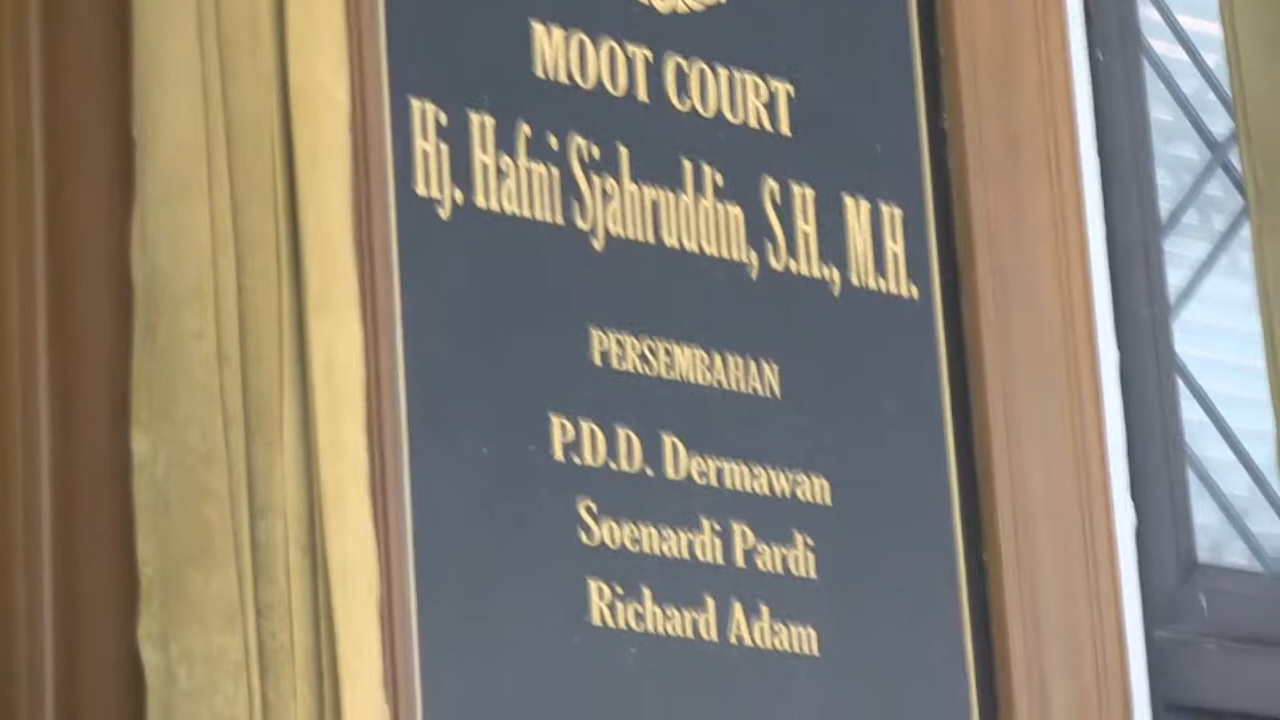 MOOT COURT
Hj. Hafni Sjahruddin, S.H., M.H.
PERSEMBAHAN
P.D.D. Dermawan
Soenardi Pardi
Richard Adam